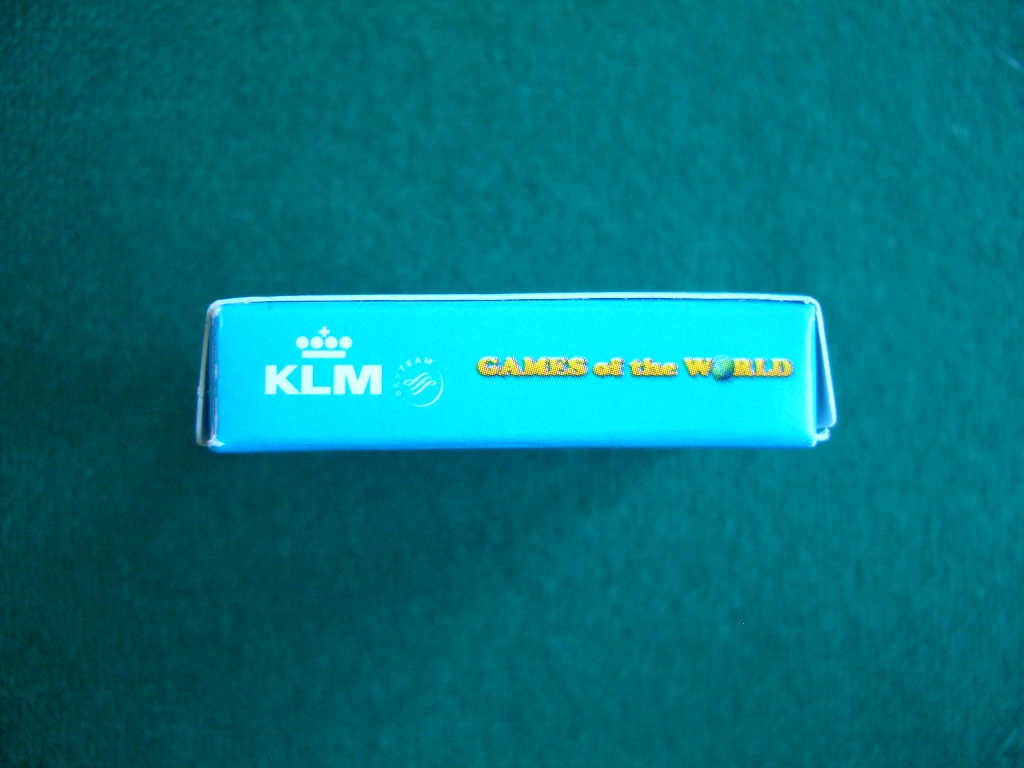 KLM
SKYTEAM
GAMES of the WORLD